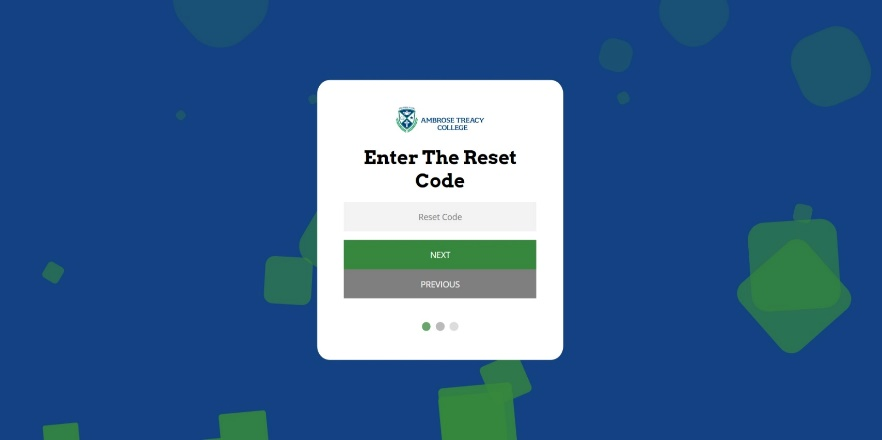 AMBROSE TREACY
COLLEGE
Enter The Reset
Code
Reset Code
NEXT
PREVIOUS